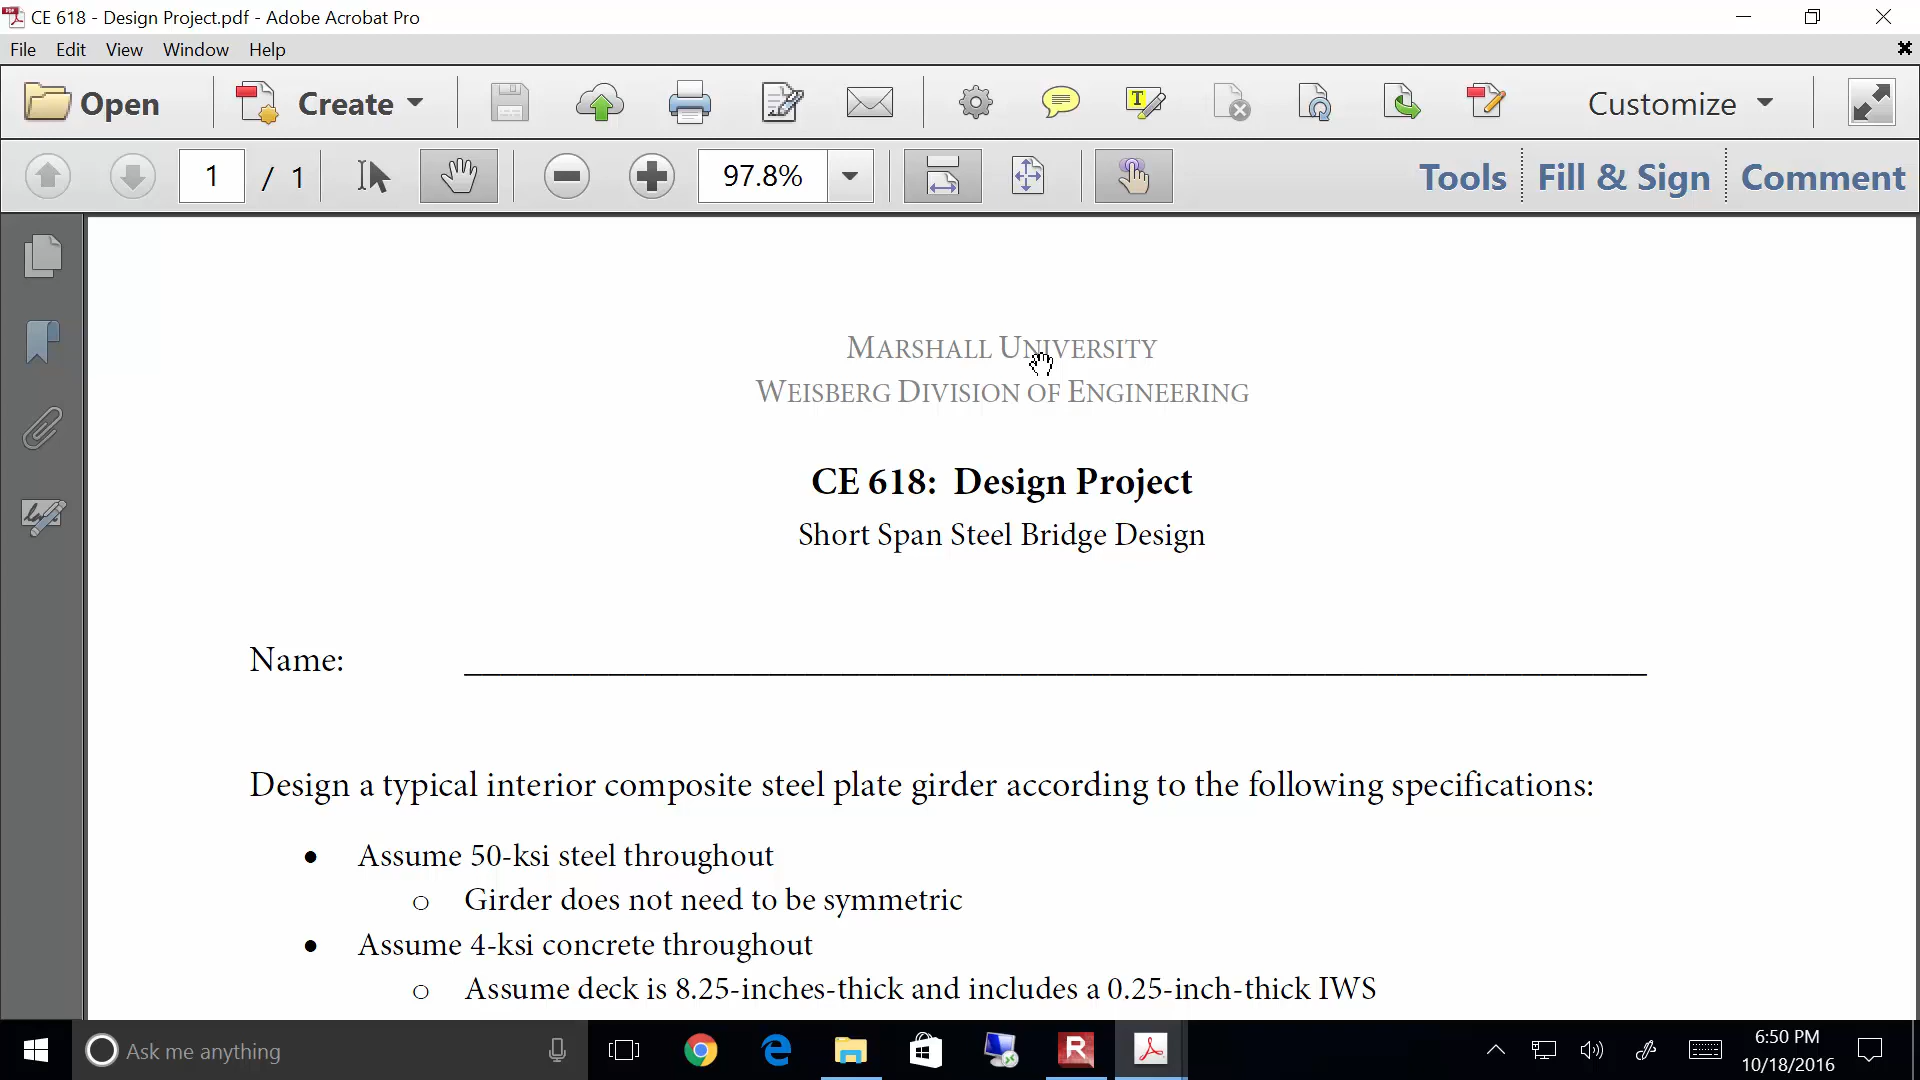 CE 618 - Design Project.pdf - Adobe Acrobat Pro
File Edit View Window Help
Open Create Customize
1 / 1 97.8% Tools Fill & Sign Comment
MARSHALL UNIVERSITY
WEISBERG DIVISION OF ENGINEERING
CE 618: Design Project
Short Span Steel Bridge Design
Name:
Design a typical interior composite steel plate girder according to the following specifications:
• Assume 50-ksi steel throughout
o Girder does not need to be symmetric
• Assume 4-ksi concrete throughout
o Assume deck is 8.25-inches-thick and includes a 0.25-inch-thick IWS
Ask me anything
6:50 PM
10/18/2016